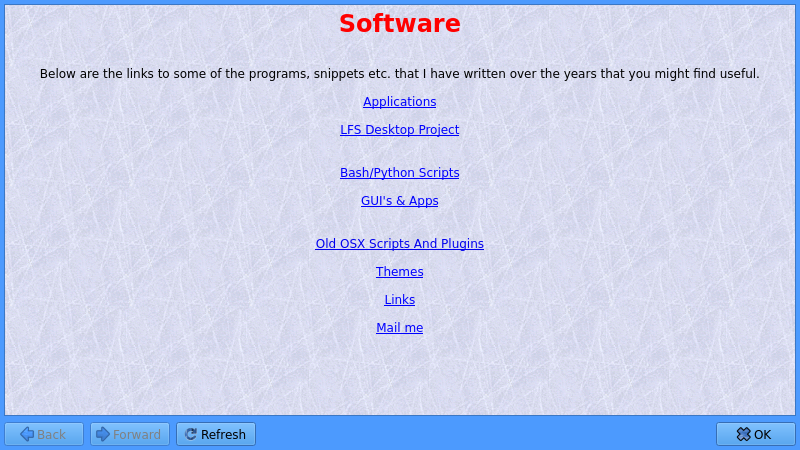 Software
Below are the links to some of the programs, snippets etc. that I have written over the years that you might find useful.
Applications
LFS Desktop Project
Bash/Python Scripts
GUI's & Apps
Old OSX Scripts And Plugins
Themes
Links
Mail me
Back Forward Refresh OK